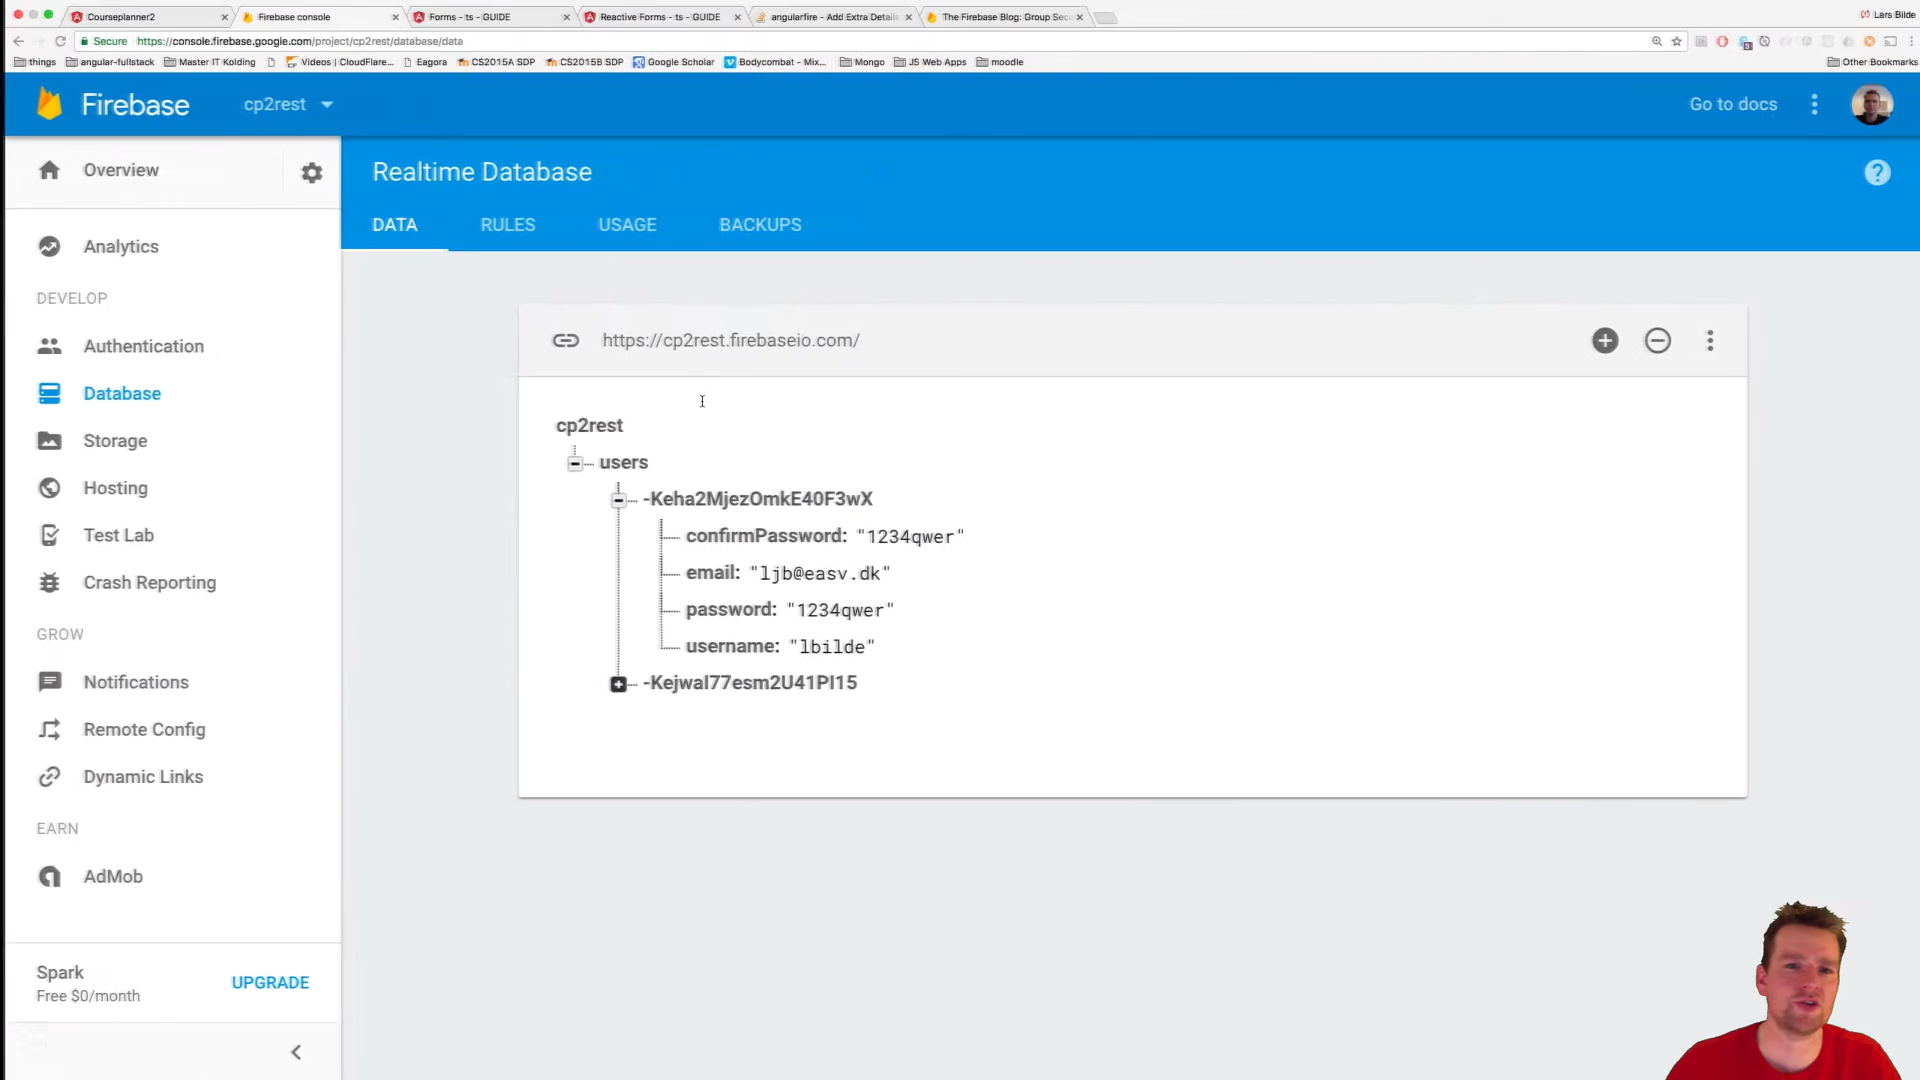 Courseplanner2
Firebase console
Forms - ts - GUIDE
Reactive Forms - ts - GUIDE
angularfire - Add Extra Details
The Firebase Blog: Group Sec
Lars Bilde
Secure
https://console.firebase.google.com/project/cp2rest/database/data
things
angular-fullstack
Master IT Kolding
Videos | CloudFlare...
Eagora
CS2015A SDP
CS2015B SDP
Google Scholar
Bodycombat - Mix...
Mongo
JS Web Apps
moodle
Other Bookmarks
Firebase
cp2rest
Go to docs
Overview
Analytics
DEVELOP
Authentication
Database
Storage
Hosting
Test Lab
Crash Reporting
GROW
Notifications
Remote Config
Dynamic Links
EARN
AdMob
Spark
Free $0/month
UPGRADE
Realtime Database
DATA
RULES
USAGE
BACKUPS
https://cp2rest.firebaseio.com/
cp2rest
users
-Keha2MjezOmkE40F3wX
confirmPassword: "1234qwer"
email: "ljb@easv.dk"
password: "1234qwer"
username: "lbilde"
-KejwaI77esm2U41PI15